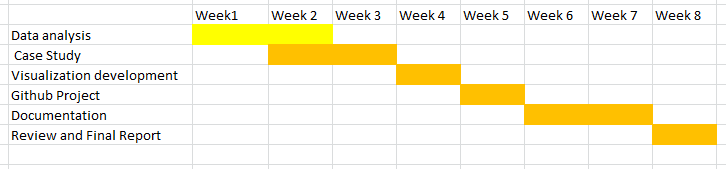 Week1 Week 2 Week 3 Week 4 Week 5 Week 6 Week 7 Week 8
Data analysis
Case Study
Visualization development
Github Project
Documentation
Review and Final Report